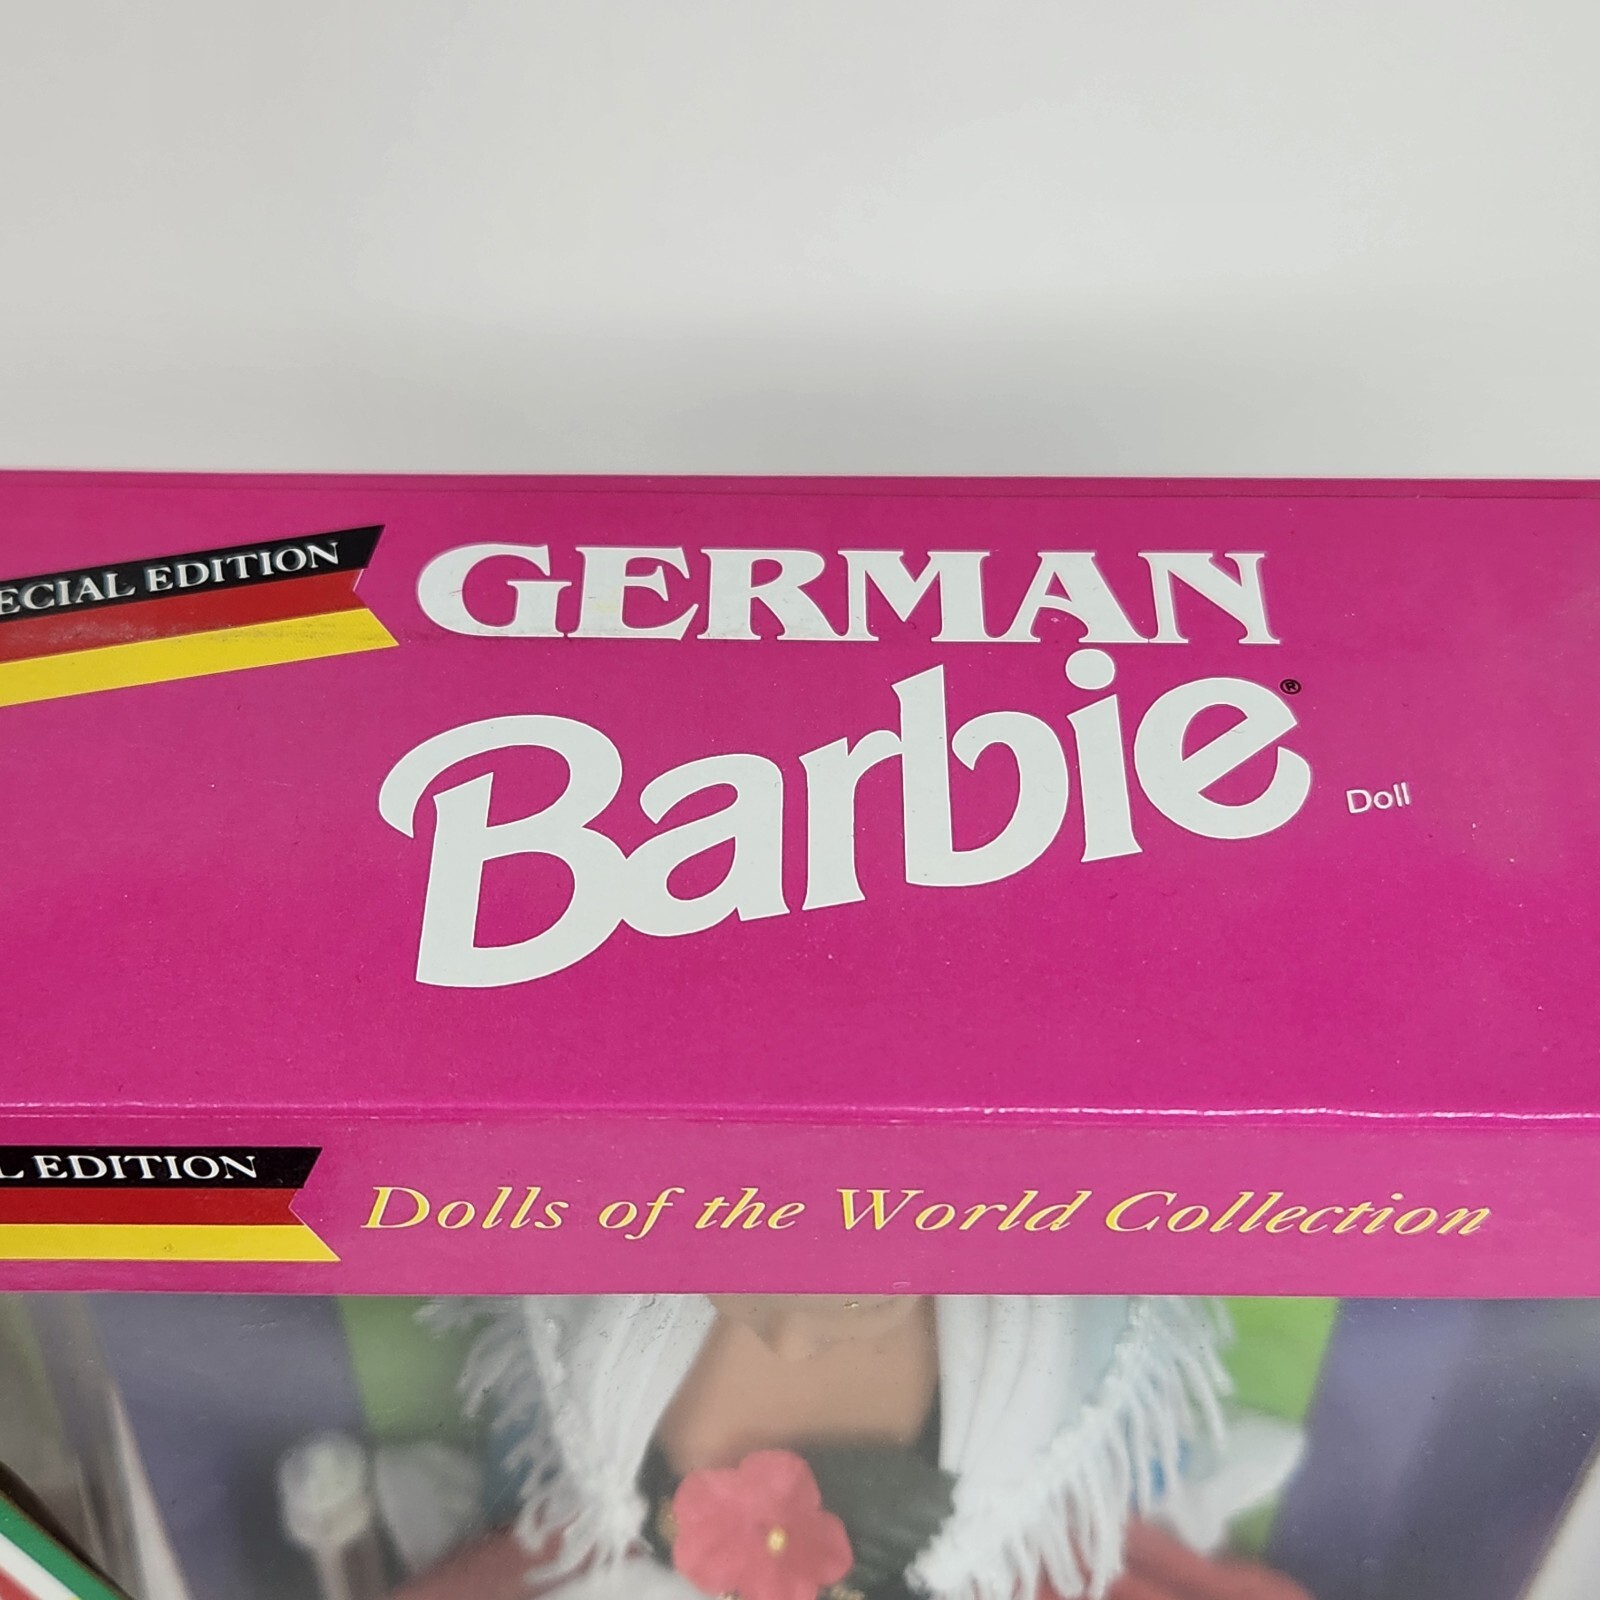 ECIAL EDITION
GERMAN
Barbie®
Doll
L EDITION
Dolls of the World Collection